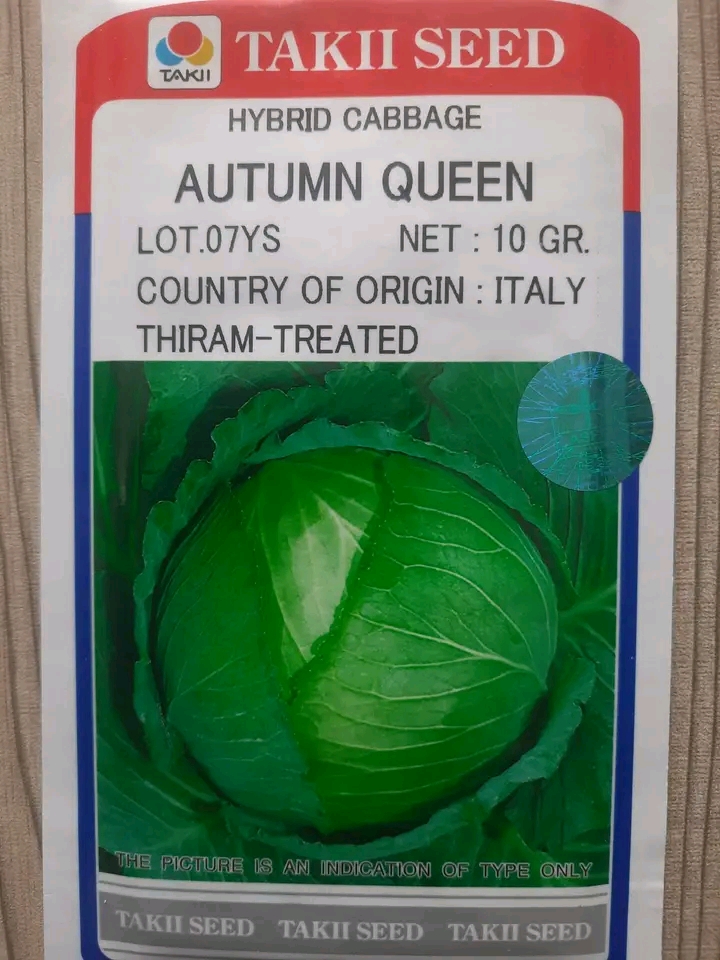 TAKII
TAKII SEED
HYBRID CABBAGE
AUTUMN QUEEN
LOT.07YS NET : 10 GR.
COUNTRY OF ORIGIN : ITALY
THIRAM-TREATED
THE PICTURE IS AN INDICATION OF TYPE ONLY
TAKII SEED TAKII SEED TAKII SEED